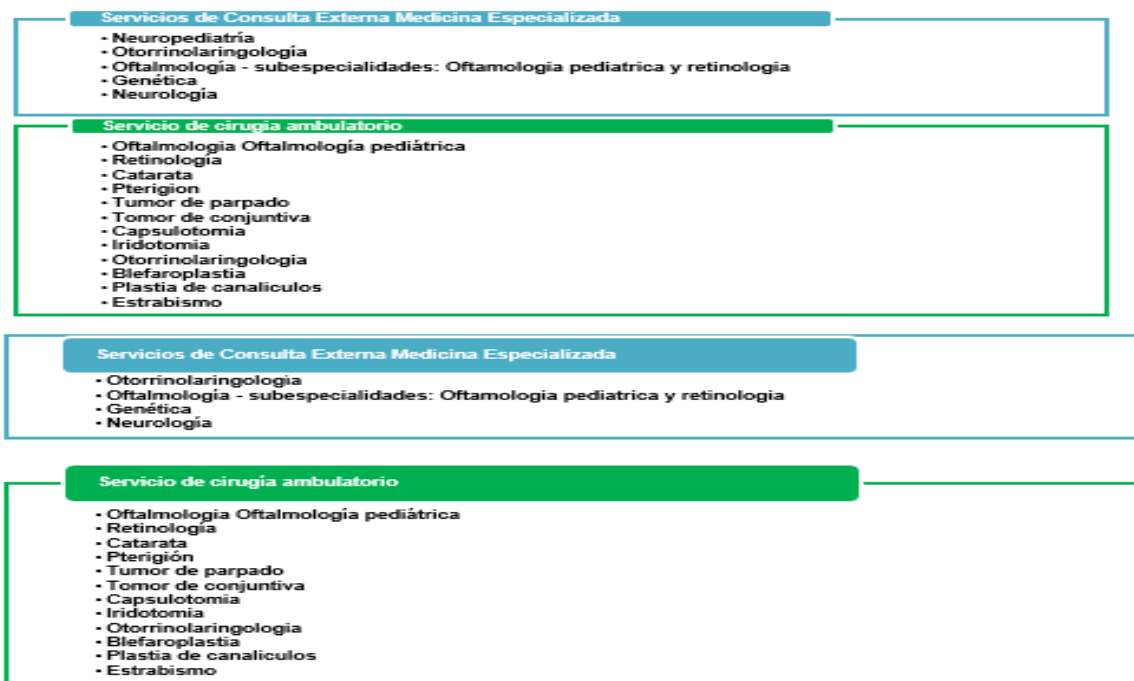 Servicios de Consulta Externa Medicina Especializada
• Neuropediatría
• Otorrinolaringología
• Oftalmología - subespecialidades: Oftamologia pediatrica y retinologia
• Genética
• Neurología
Servicio de cirugia ambulatorio
• Oftalmologia Oftalmología pediátrica
• Retinología
• Catarata
• Pterigion
• Tumor de parpado
• Tomor de conjuntiva
• Capsulotomia
• Iridotomia
• Otorrinolaringologia
• Blefaroplastia
• Plastia de canaliculos
• Estrabismo
Servicios de Consulta Externa Medicina Especializada
• Otorrinolaringologia
• Oftalmología - subespecialidades: Oftamologia pediatrica y retinologia
• Genética
• Neurología
Servicio de cirugía ambulatorio
• Oftalmologia Oftalmología pediátrica
• Retinología
• Catarata
• Pterigión
• Tumor de parpado
• Tomor de conjuntiva
• Capsulotomia
• Iridotomia
• Otorrinolaringologia
• Blefaroplastia
• Plastia de canaliculos
• Estrabismo